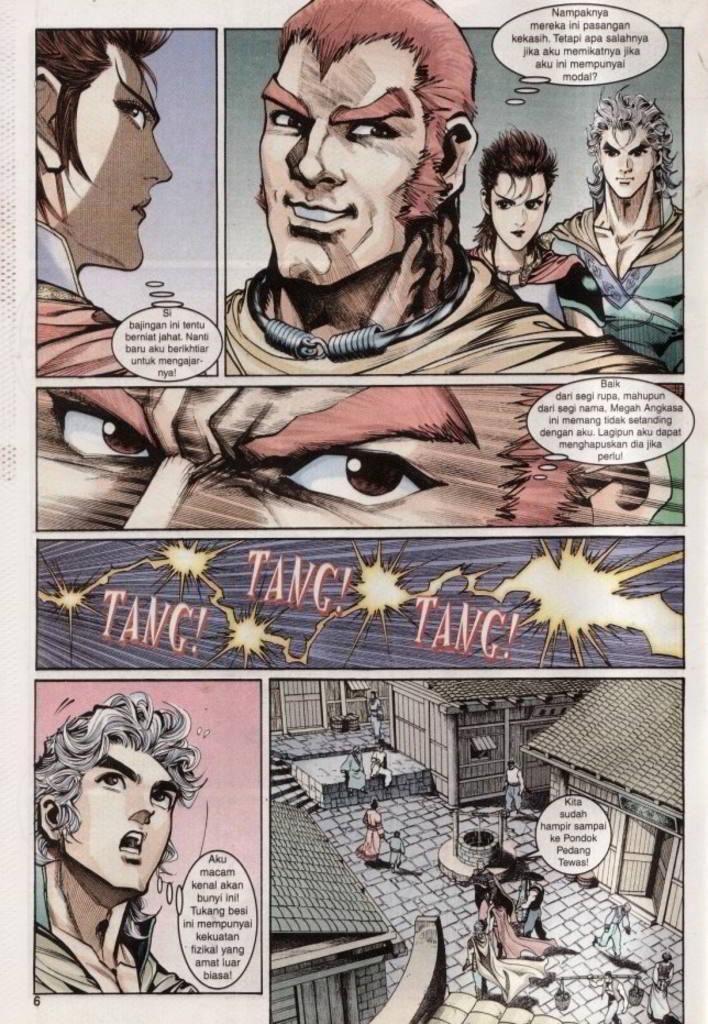 Nampaknya
mereka ini pasangan
kekasih. Tetapi apa salahnya
jika aku memikatnya jika
aku ini mempunyai
modal?
Si
bajingan ini tentu
berniat jahat. Nanti
baru aku berikhtiar
untuk mengajar-
nya!
Baik
dari segi rupa, mahupun
dari segi nama, Megah Angkasa
ini memang tidak setanding
dengan aku. Lagipun aku dapat
menghapuskan dia jika
perlu!
TANG!
TANG!
TANG!
Aku
macam
kenal akan
bunyi ini!
Tukang besi
ini mempunyai
kekuatan
fizikal yang
amat luar
biasa!
Kita
sudah
hampir sampai
ke Pondok
Pedang
Tewas!
6